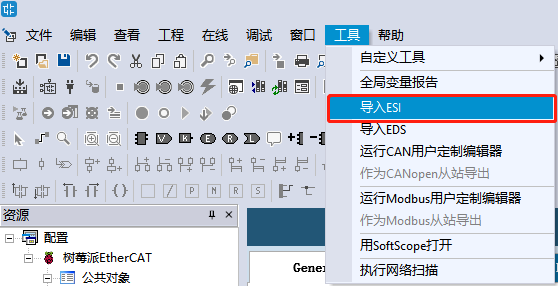 文件 编辑 查看 工程 在线 调试 窗口 工具 帮助
自定义工具
全局变量报告
导入ESI
导入EDS
运行CAN用户定制编辑器
作为CANopen从站导出
运行Modbus用户定制编辑器
作为Modbus从站导出
用SoftScope打开
执行网络扫描
V K E D
P N R S
资源
配置
树莓派EtherCAT
公共对象
Gener